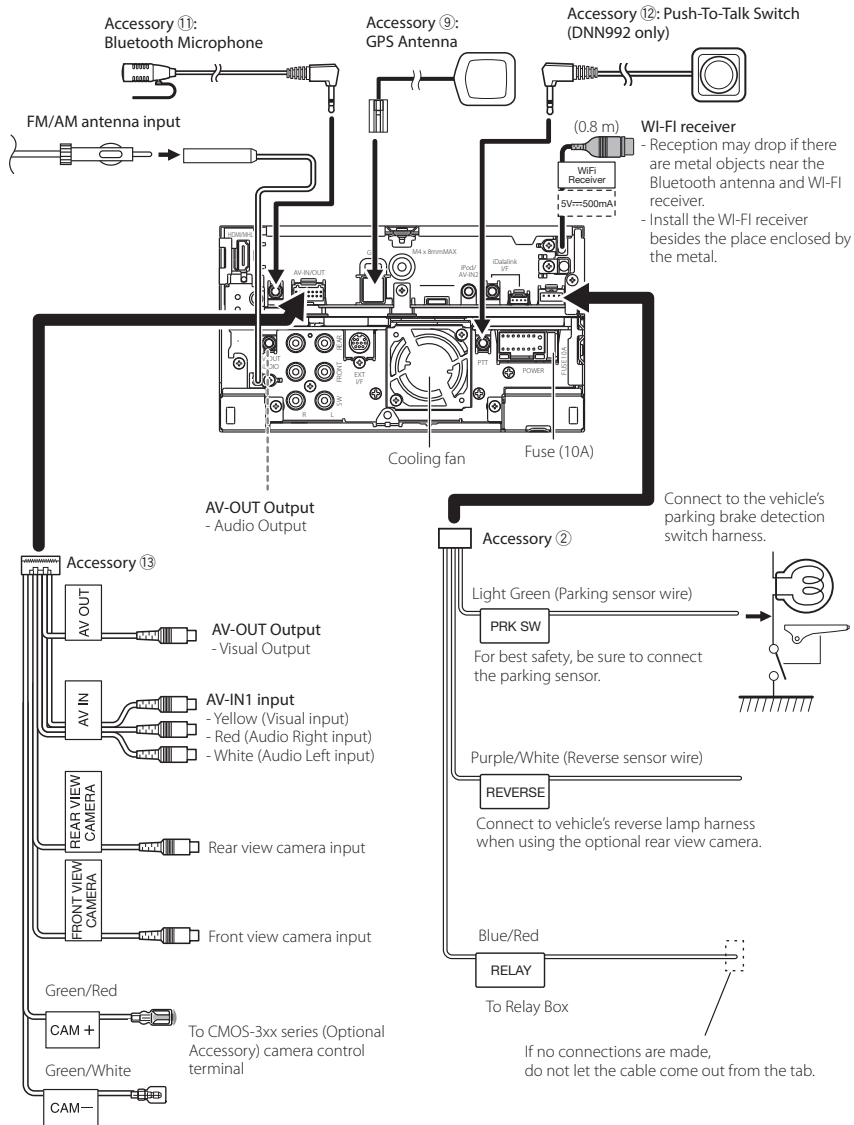 Accessory ⑪:
Bluetooth Microphone
Accessory ⑨:
GPS Antenna
Accessory ⑫: Push-To-Talk Switch
(DNN992 only)
FM/AM antenna input
(0.8 m)
WI-FI receiver
- Reception may drop if there
are metal objects near the
Bluetooth antenna and WI-FI
receiver.
- Install the WI-FI receiver
besides the place enclosed by
the metal.
WiFi
Receiver
5V⎓500mA
HDMI/MHL
AV-IN/OUT
M4 x 8mmMAX
iPod/
AV-IN2
iDatalink
I/F
REAR
FRONT
SW
R
L
EXT
I/F
PTT
POWER
FUSE 10A
Cooling fan
Fuse (10A)
AV-OUT Output
- Audio Output
Connect to the vehicle's
parking brake detection
switch harness.
Accessory ⑬
AV OUT
AV-OUT Output
- Visual Output
AV IN
AV-IN1 input
- Yellow (Visual input)
- Red (Audio Right input)
- White (Audio Left input)
REAR VIEW
CAMERA
Rear view camera input
FRONT VIEW
CAMERA
Front view camera input
Green/Red
CAM +
To CMOS-3xx series (Optional
Accessory) camera control
terminal
Green/White
CAM−
Accessory ②
Light Green (Parking sensor wire)
PRK SW
For best safety, be sure to connect
the parking sensor.
Purple/White (Reverse sensor wire)
REVERSE
Connect to vehicle's reverse lamp harness
when using the optional rear view camera.
Blue/Red
RELAY
To Relay Box
If no connections are made,
do not let the cable come out from the tab.